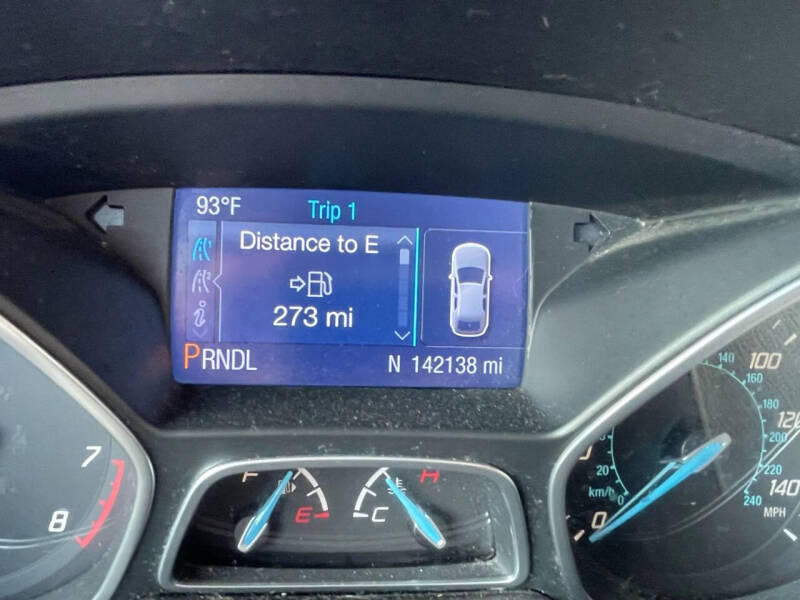 93°F
Trip 1
Distance to E
273 mi
PRNDL
N 142138 mi
7
8
F
E
C
H
0
20
km/h
0
140
160
180
200
220
240
100
120
140
MPH